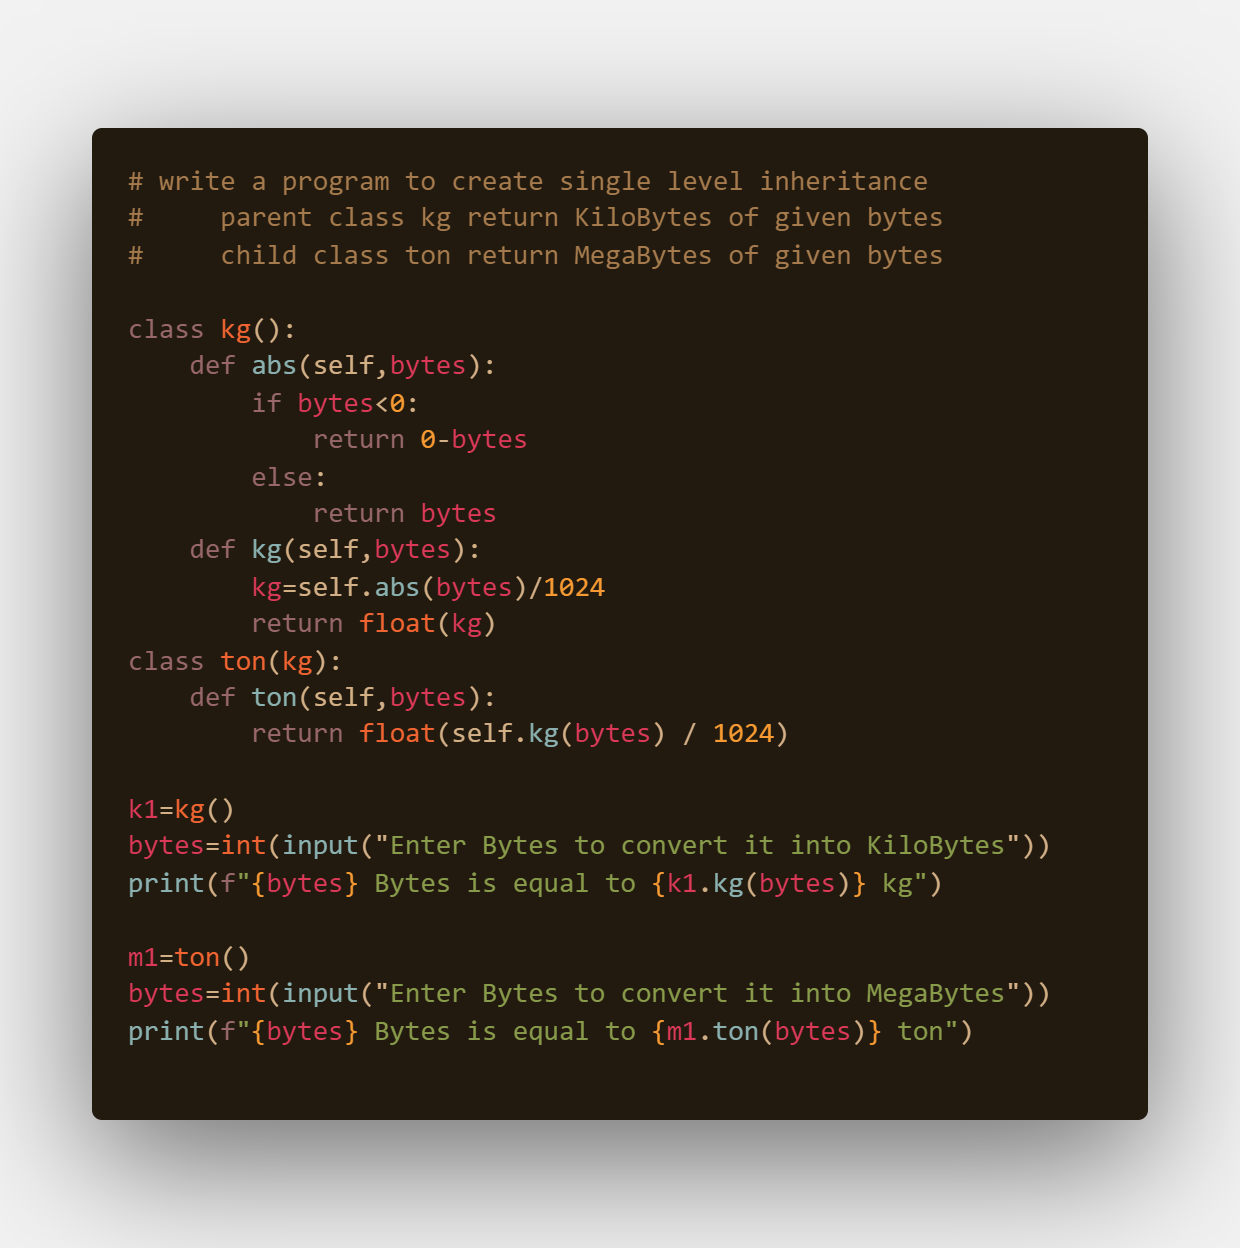 # write a program to create single level inheritance
#     parent class kg return KiloBytes of given bytes
#     child class ton return MegaBytes of given bytes

class kg():
    def abs(self,bytes):
        if bytes<0:
            return 0-bytes
        else:
            return bytes
    def kg(self,bytes):
        kg=self.abs(bytes)/1024
        return float(kg)
class ton(kg):
    def ton(self,bytes):
        return float(self.kg(bytes) / 1024)

k1=kg()
bytes=int(input("Enter Bytes to convert it into KiloBytes"))
print(f"{bytes} Bytes is equal to {k1.kg(bytes)} kg")

m1=ton()
bytes=int(input("Enter Bytes to convert it into MegaBytes"))
print(f"{bytes} Bytes is equal to {m1.ton(bytes)} ton")